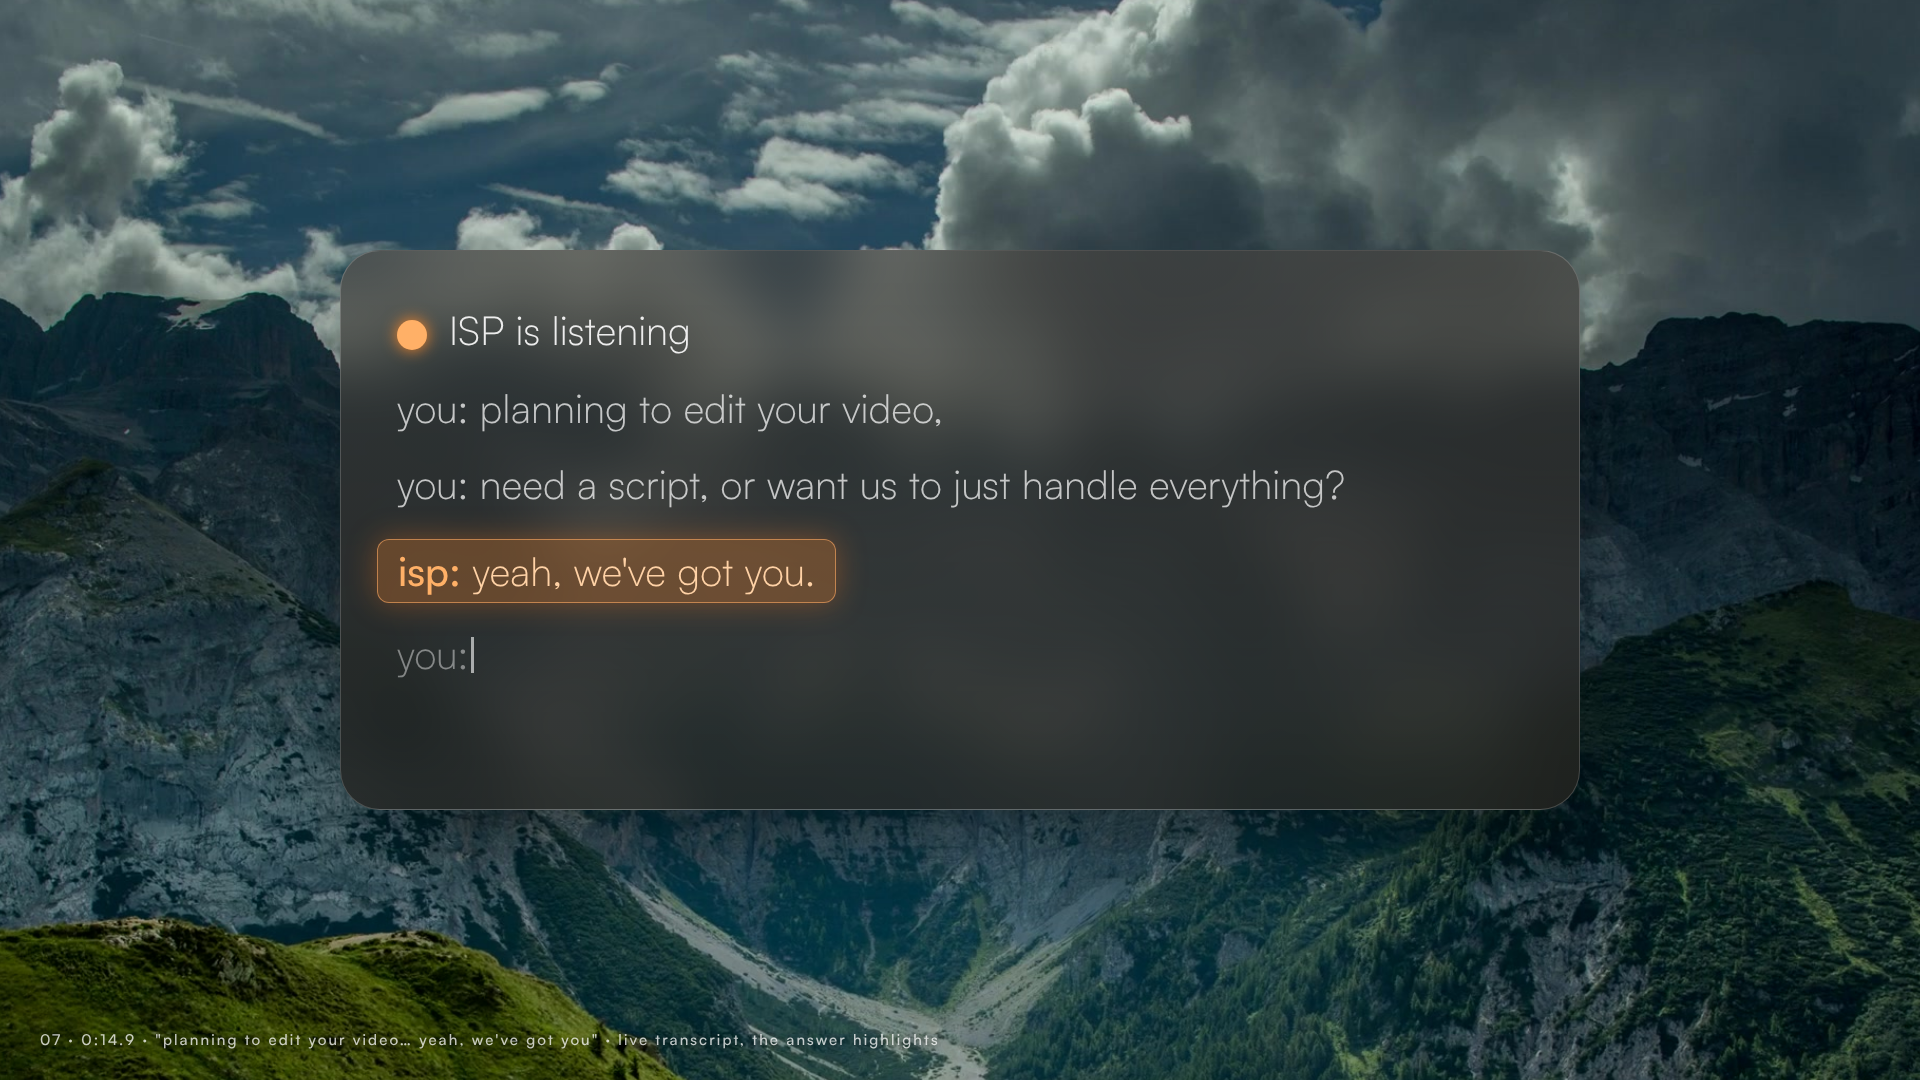 ISP is listening
you: planning to edit your video,
you: need a script, or want us to just handle everything?
isp: yeah, we've got you.
you:
07 · 0:14.9 · "planning to edit your video… yeah, we've got you" · live transcript, the answer highlights